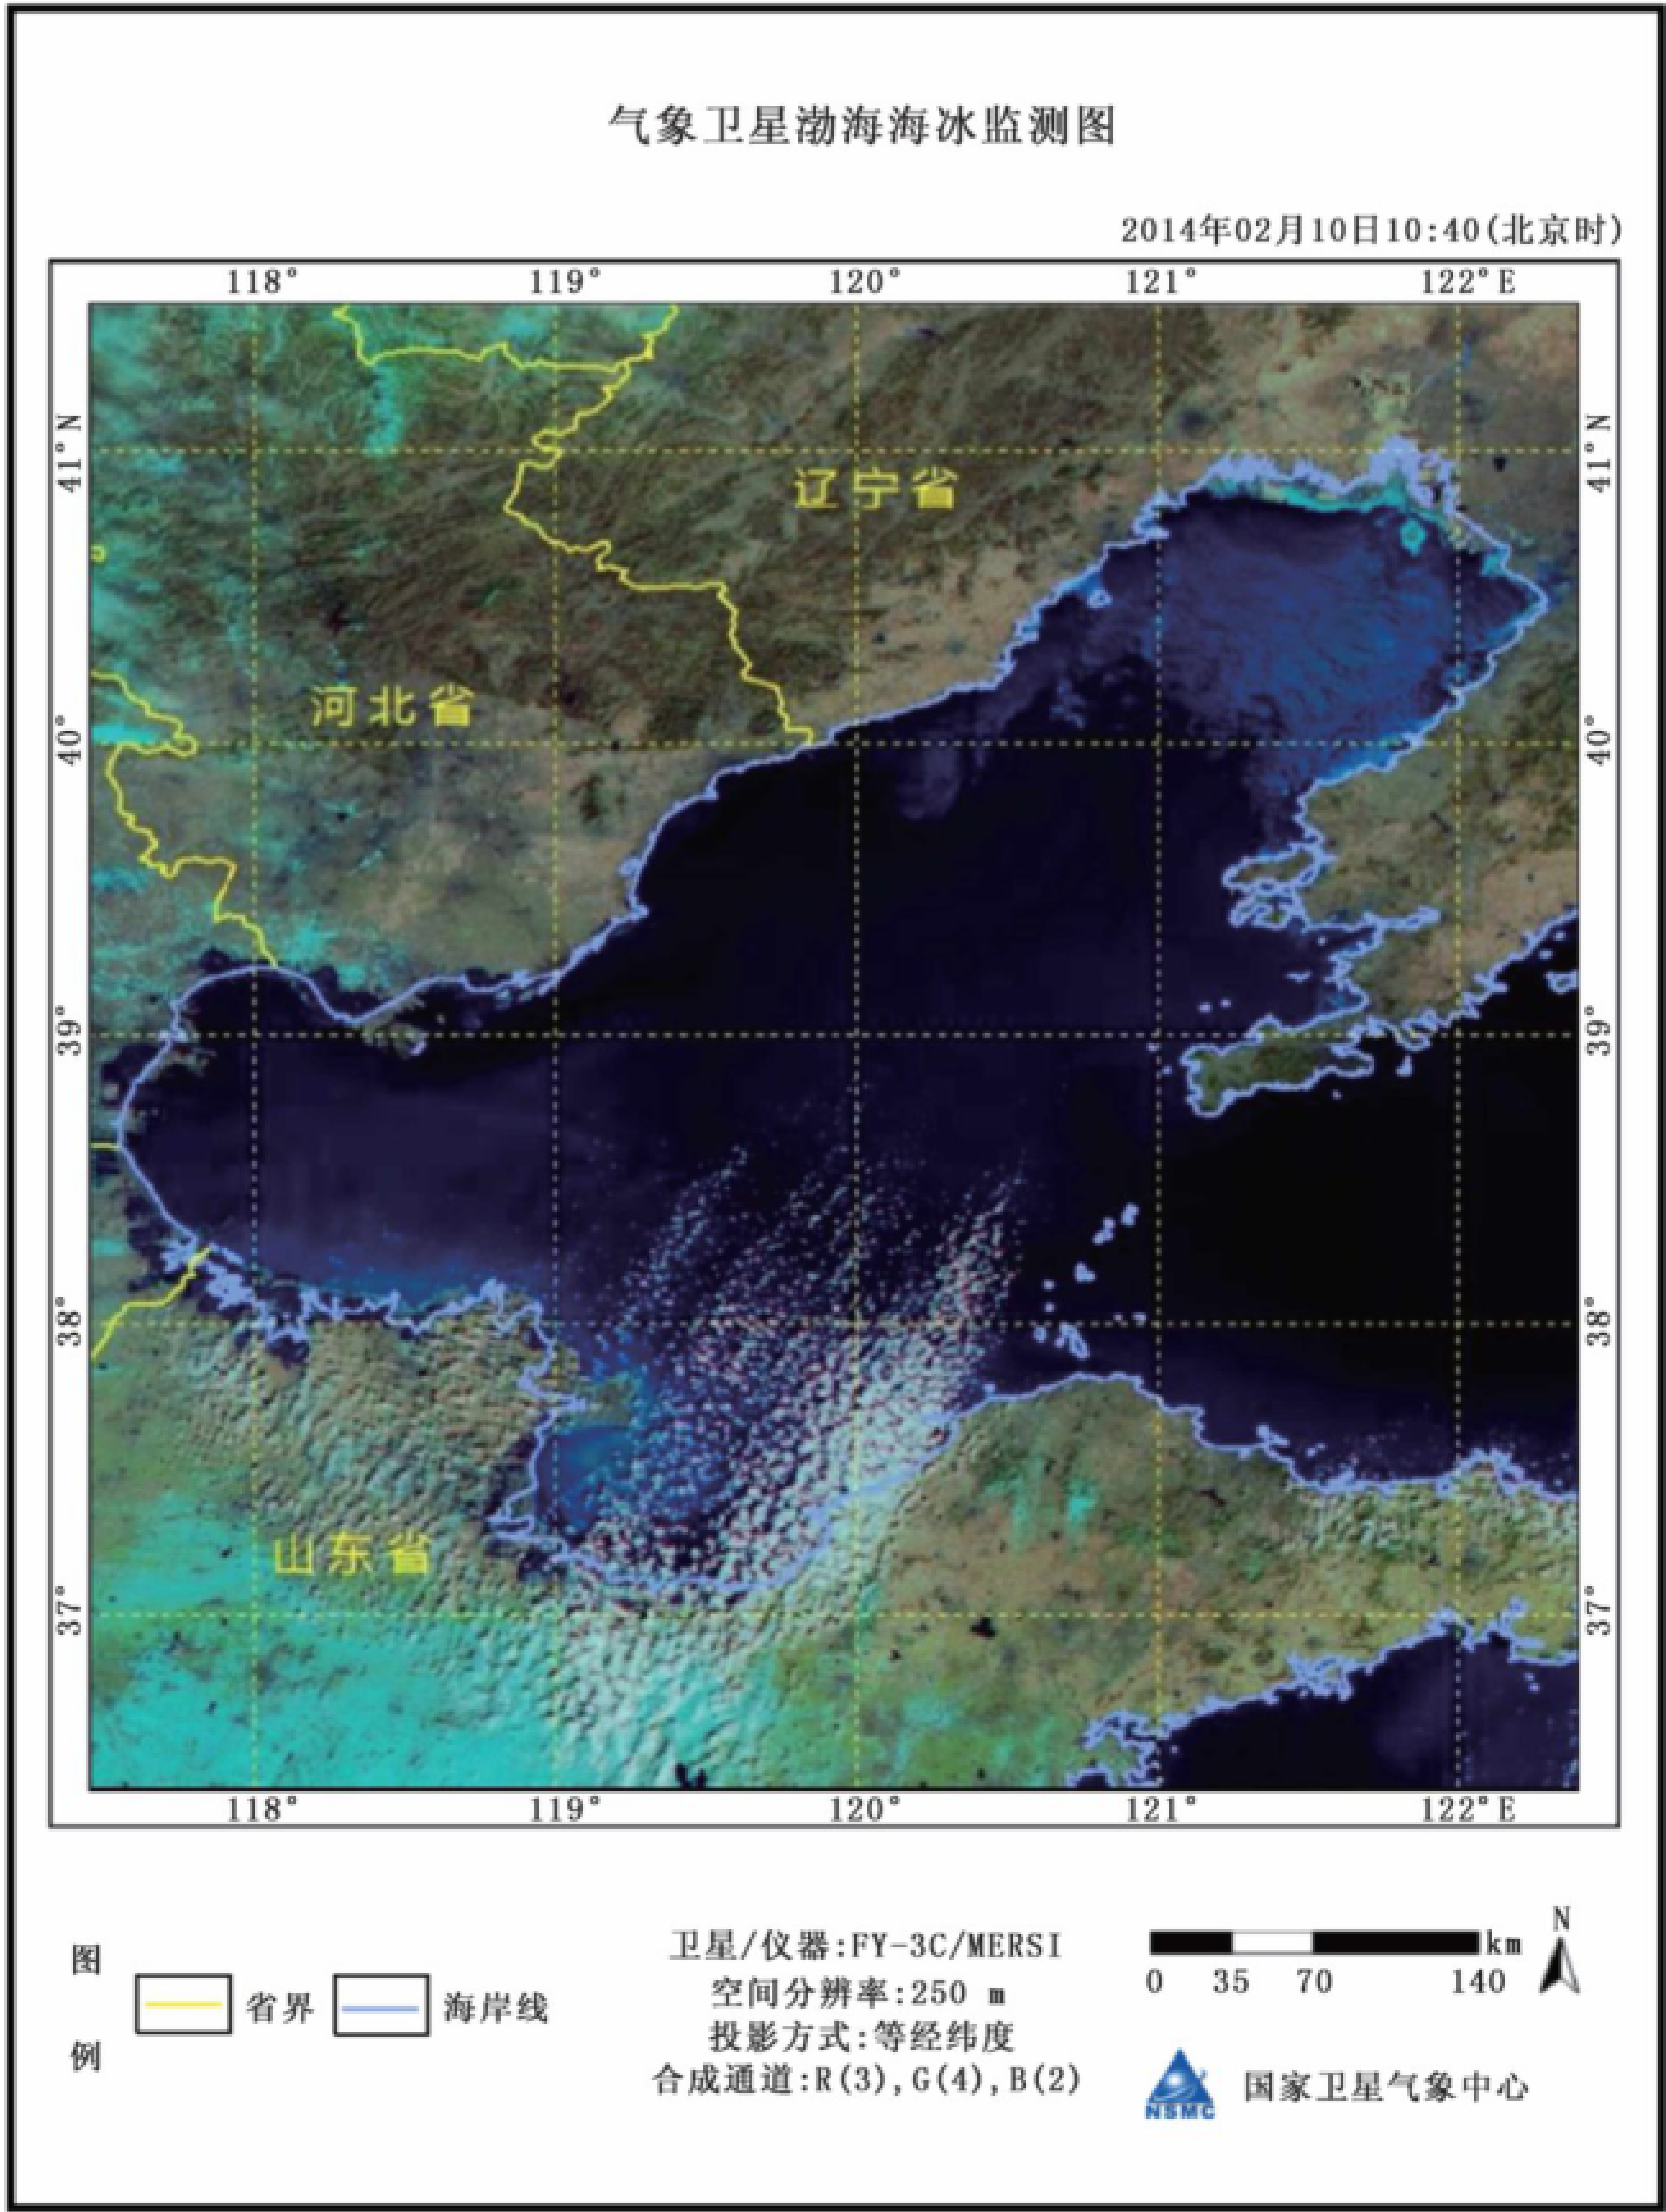 气象卫星渤海海冰监测图
2014年02月10日10:40(北京时)
118° 119° 120° 121° 122°E
41°N 41°N
辽宁省
河北省
40° 40°
39° 39°
38° 38°
山东省
37° 37°
118° 119° 120° 121° 122°E
图例
省界 海岸线
卫星/仪器:FY-3C/MERSI
空间分辨率:250 m
投影方式:等经纬度
合成通道:R(3),G(4),B(2)
km
0 35 70 140
N
NSMC 国家卫星气象中心